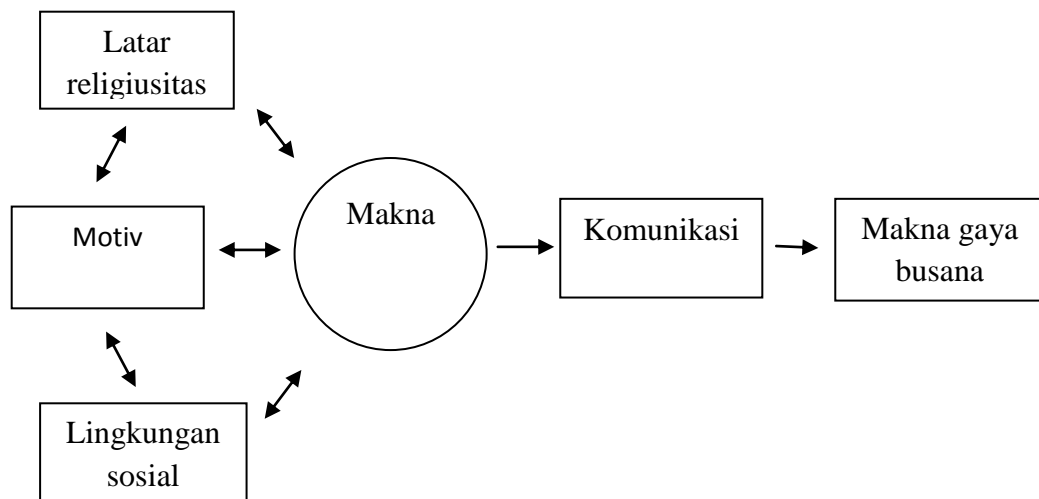 Latar
religiusitas
Motiv
Makna
Komunikasi
Makna gaya
busana
Lingkungan
sosial